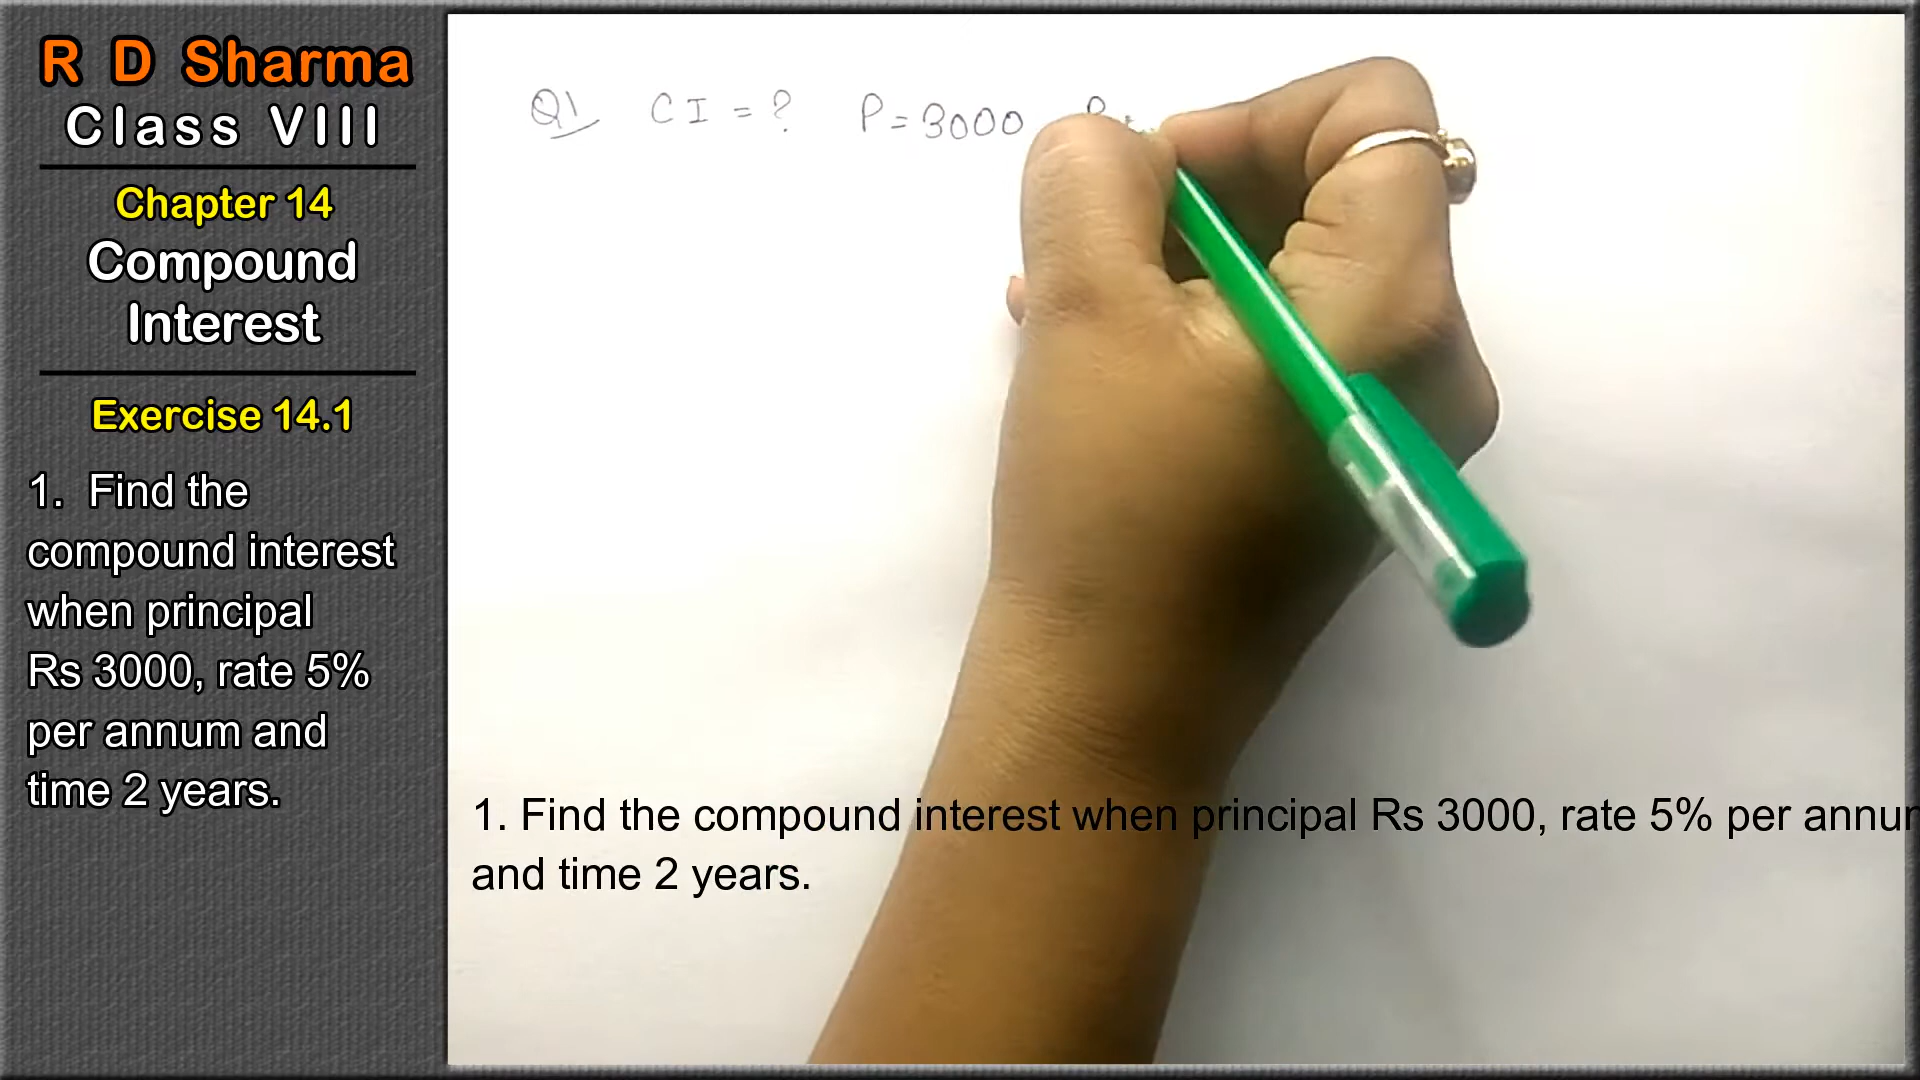 R D Sharma
Class VIII
Chapter 14
Compound
Interest
Exercise 14.1
1. Find the
compound interest
when principal
Rs 3000, rate 5%
per annum and
time 2 years.
Q1 CI = ? P = 3000
1. Find the compound interest when principal Rs 3000, rate 5% per
and time 2 years.